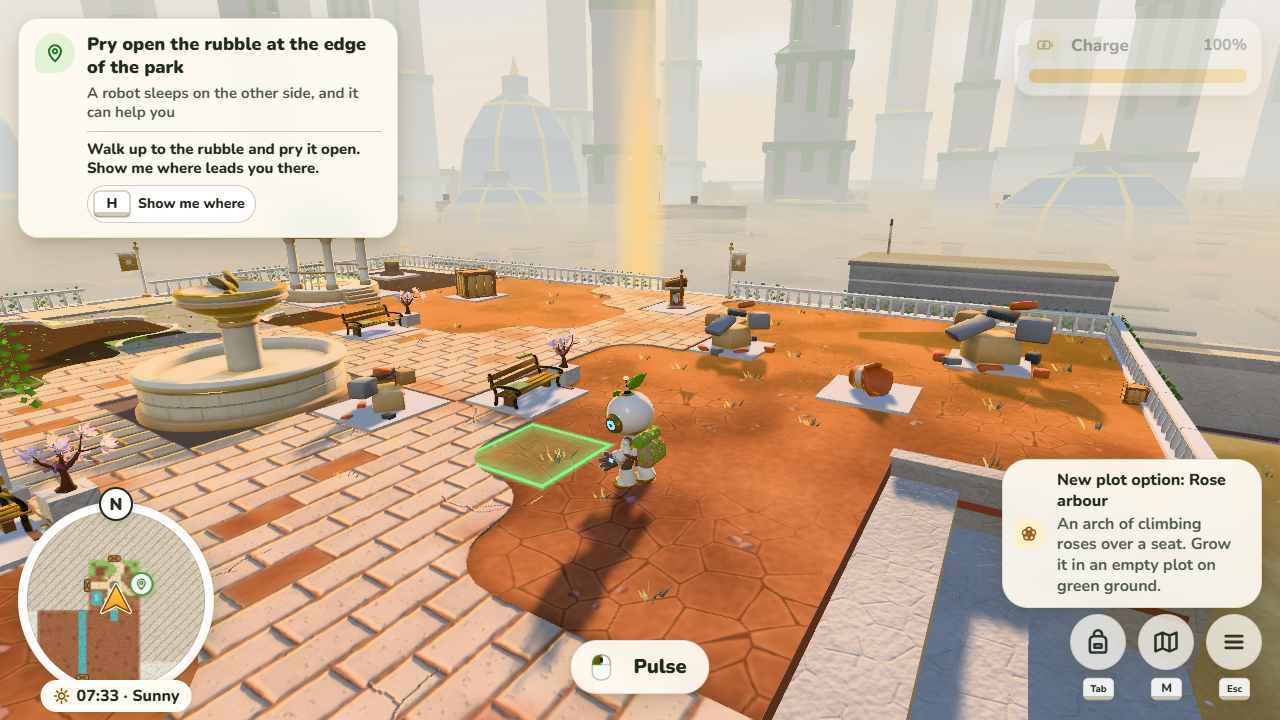 Pry open the rubble at the edge
of the park
A robot sleeps on the other side, and it
can help you
Walk up to the rubble and pry it open.
Show me where leads you there.
H Show me where
Charge 100%
New plot option: Rose
arbour
An arch of climbing
roses over a seat. Grow
it in an empty plot on
green ground.
N
07:33 · Sunny
Pulse
Tab M Esc